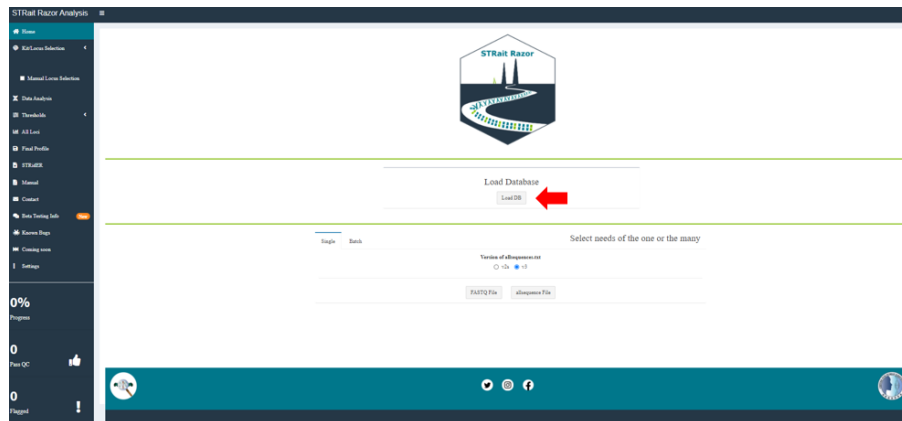 STRait Razor Analysis
Home
Kit/Locus Selection
Manual Locus Selection
Data Analysis
Thresholds
All Loci
Final Profile
STRaitER
Manual
Contact
Beta Testing Info
Known Bugs
Coming soon
Settings
0%
Progress
0
Pass QC
0
Flagged
STRait Razor
Load Database
Load DB
Single Batch
Select needs of the one or the many
Version of allsequences.txt
v2s v3
FASTQ File allsequence File